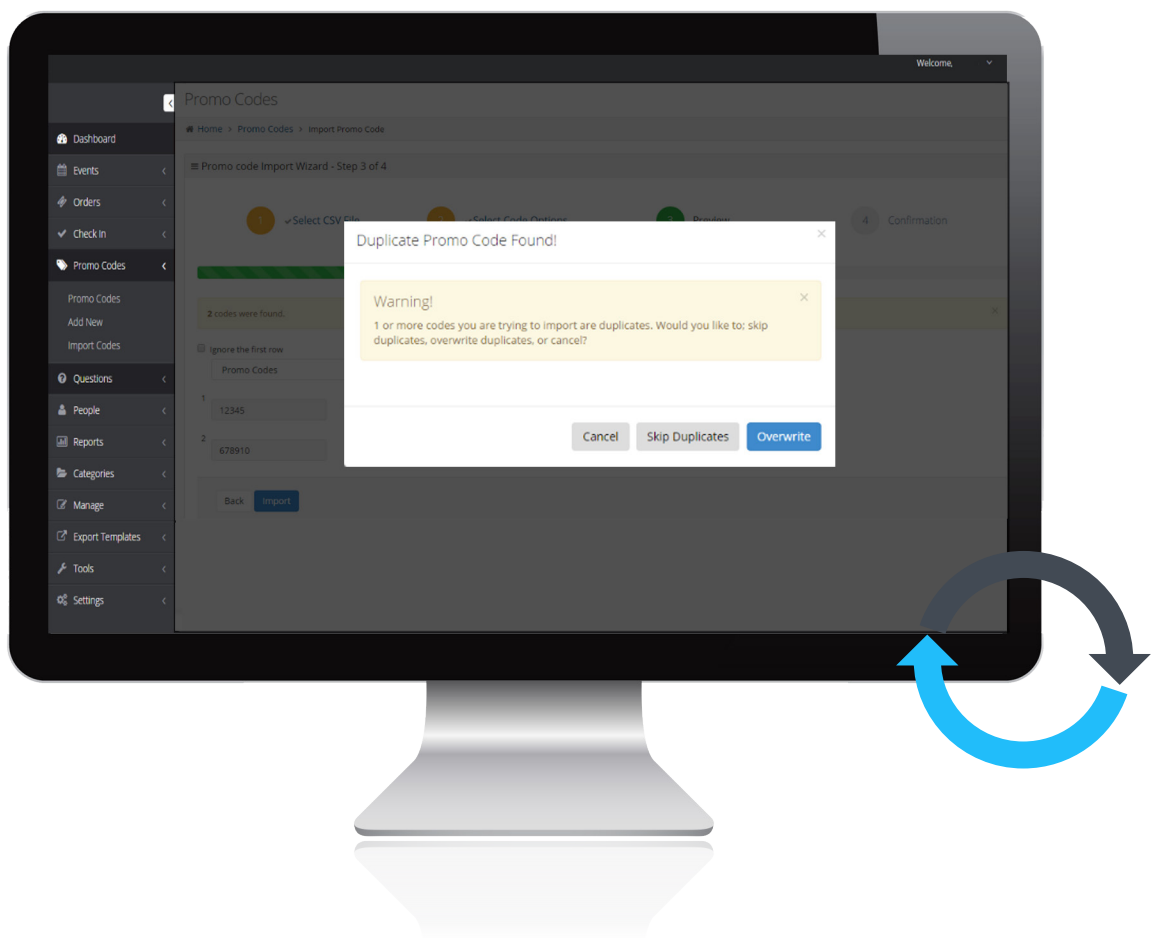 Welcome,
Promo Codes
Home > Promo Codes > Import Promo Code
Dashboard
Events
Orders
Check In
Promo Codes
Promo Codes
Add New
Import Codes
Questions
People
Reports
Categories
Manage
Export Templates
Tools
Settings
Promo code Import Wizard - Step 3 of 4
1 Select CSV File
2 Select Code Options
3 Preview
4 Confirmation
Duplicate Promo Code Found!
Warning!
1 or more codes you are trying to import are duplicates. Would you like to; skip
duplicates, overwrite duplicates, or cancel?
Cancel Skip Duplicates Overwrite
2 codes were found.
Ignore the first row
Promo Codes
1
12345
2
678910
Back Import